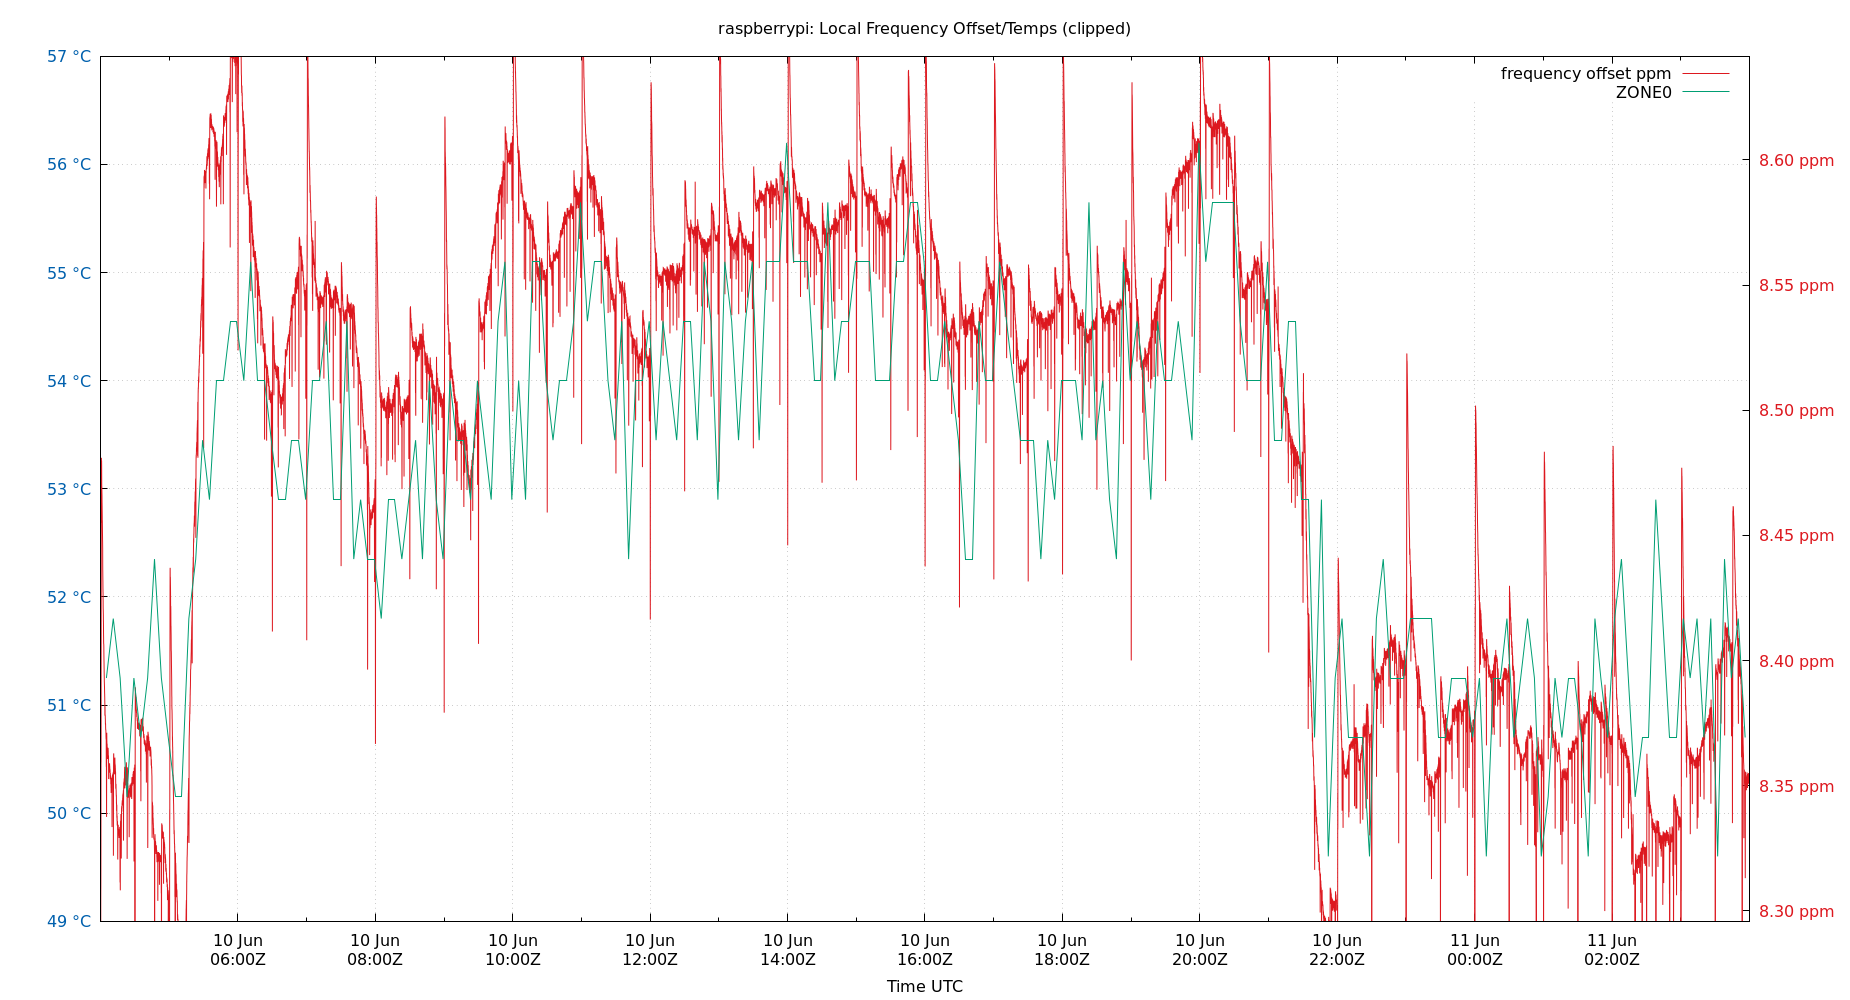 raspberrypi: Local Frequency Offset/Temps (clipped)
frequency offset ppm
ZONE0
57 °C
56 °C
55 °C
54 °C
53 °C
52 °C
51 °C
50 °C
49 °C
8.60 ppm
8.55 ppm
8.50 ppm
8.45 ppm
8.40 ppm
8.35 ppm
8.30 ppm
10 Jun 10 Jun 10 Jun 10 Jun 10 Jun 10 Jun 10 Jun 10 Jun 10 Jun 11 Jun 11 Jun
06:00Z 08:00Z 10:00Z 12:00Z 14:00Z 16:00Z 18:00Z 20:00Z 22:00Z 00:00Z 02:00Z
Time UTC